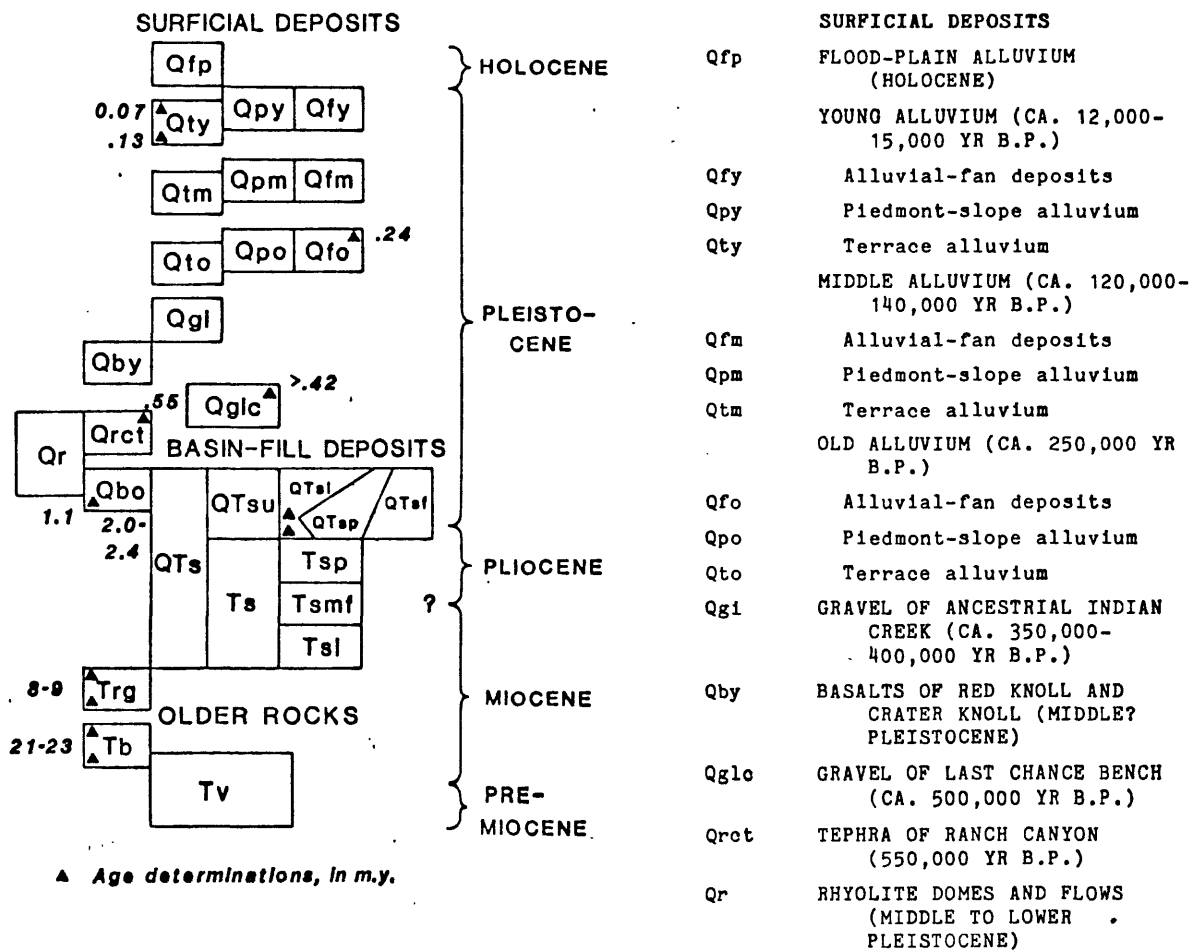 SURFICIAL DEPOSITS
Qfp
HOLOCENE
0.07
Qty
.13
Qpy Qfy
Qtm
Qpm Qfm
Qto
Qpo Qfo
.24
Qgi
PLEISTO-
CENE
Qby
.55
Qglc
>.42
Qr
Qrct
BASIN-FILL DEPOSITS
Qbo
1.1
2.0-
2.4
QTs
QTsu
QTsl
QTsp
QTsf
Ts
Tsp
PLIOCENE
Tsmf
?
Tsl
8-9
Trg
MIOCENE
OLDER ROCKS
21-23
Tb
Tv
PRE-
MIOCENE
▲ Age determinations, in m.y.
SURFICIAL DEPOSITS
Qfp FLOOD-PLAIN ALLUVIUM
(HOLOCENE)
YOUNG ALLUVIUM (CA. 12,000-
15,000 YR B.P.)
Qfy Alluvial-fan deposits
Qpy Piedmont-slope alluvium
Qty Terrace alluvium
MIDDLE ALLUVIUM (CA. 120,000-
140,000 YR B.P.)
Qfm Alluvial-fan deposits
Qpm Piedmont-slope alluvium
Qtm Terrace alluvium
OLD ALLUVIUM (CA. 250,000 YR
B.P.)
Qfo Alluvial-fan deposits
Qpo Piedmont-slope alluvium
Qto Terrace alluvium
Qgi GRAVEL OF ANCESTRIAL INDIAN
CREEK (CA. 350,000-
400,000 YR B.P.)
Qby BASALTS OF RED KNOLL AND
CRATER KNOLL (MIDDLE?
PLEISTOCENE)
Qglc GRAVEL OF LAST CHANCE BENCH
(CA. 500,000 YR B.P.)
Qrct TEPHRA OF RANCH CANYON
(550,000 YR B.P.)
Qr RHYOLITE DOMES AND FLOWS
(MIDDLE TO LOWER
PLEISTOCENE)